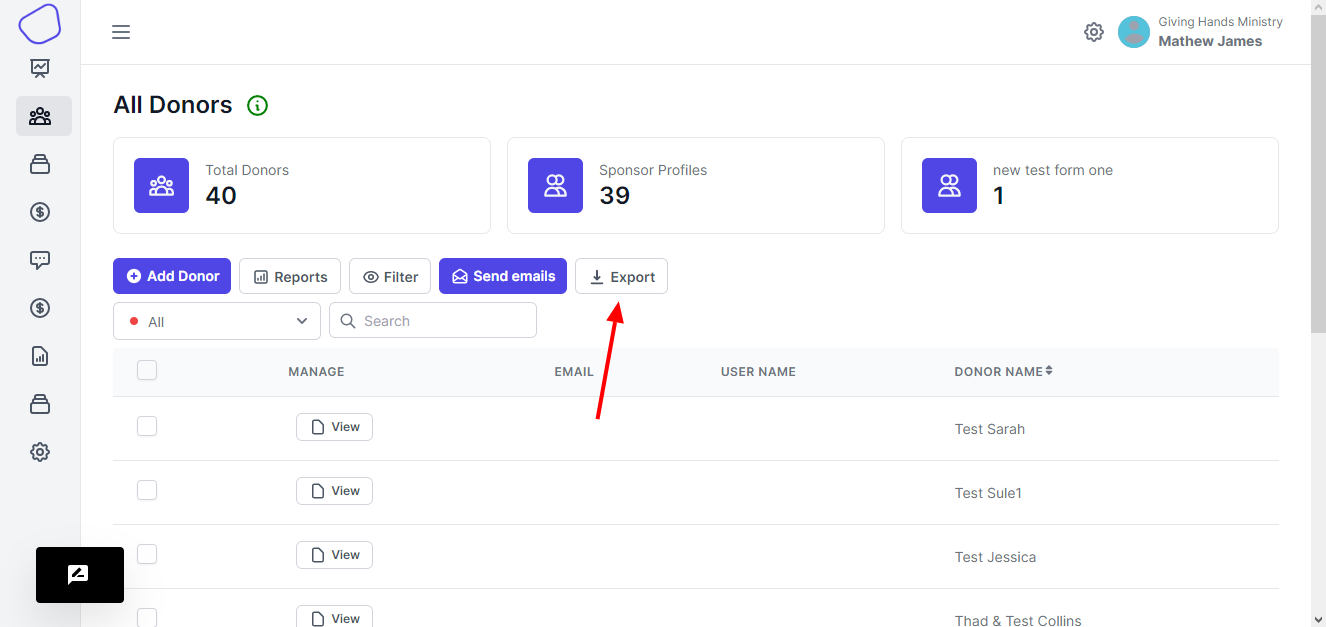 Giving Hands Ministry
Mathew James
All Donors
Total Donors
40
Sponsor Profiles
39
new test form one
1
Add Donor
Reports
Filter
Send emails
Export
All
Search
MANAGE EMAIL USER NAME DONOR NAME
View Test Sarah
View Test Sule1
View Test Jessica
View Thad & Test Collins